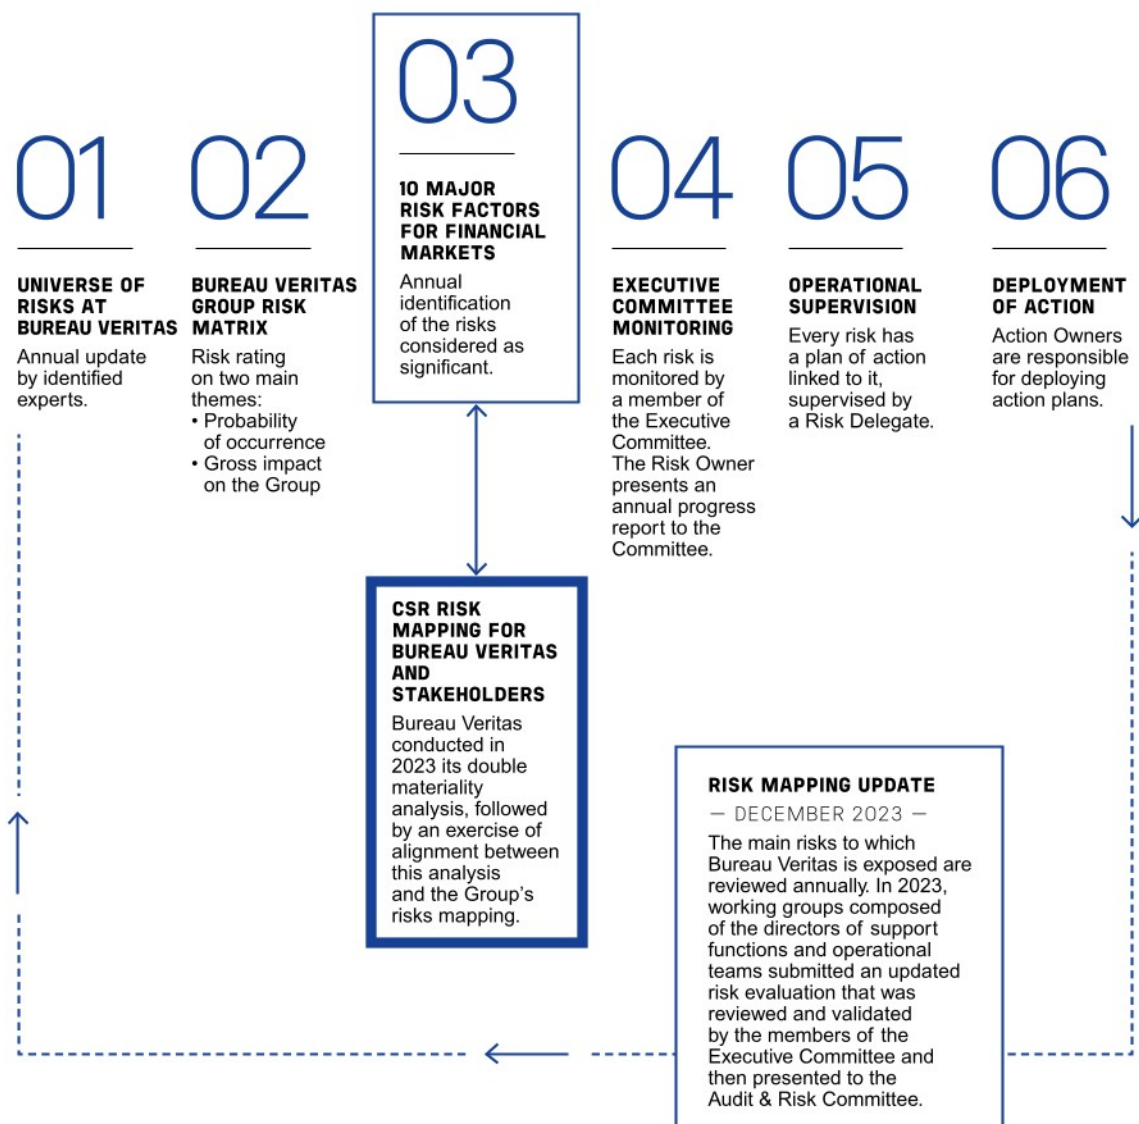 01
UNIVERSE OF
RISKS AT
BUREAU VERITAS
Annual update
by identified
experts.
02
BUREAU VERITAS
GROUP RISK
MATRIX
Risk rating
on two main
themes:
• Probability
of occurrence
• Gross impact
on the Group
03
10 MAJOR
RISK FACTORS
FOR FINANCIAL
MARKETS
Annual
identification
of the risks
considered as
significant.
04
EXECUTIVE
COMMITTEE
MONITORING
Each risk is
monitored by
a member of
the Executive
Committee.
The Risk Owner
presents an
annual progress
report to the
Committee.
05
OPERATIONAL
SUPERVISION
Every risk has
a plan of action
linked to it,
supervised by
a Risk Delegate.
06
DEPLOYMENT
OF ACTION
Action Owners
are responsible
for deploying
action plans.
CSR RISK
MAPPING FOR
BUREAU VERITAS
AND
STAKEHOLDERS
Bureau Veritas
conducted in
2023 its double
materiality
analysis, followed
by an exercise of
alignment between
this analysis
and the Group’s
risks mapping.
RISK MAPPING UPDATE
— DECEMBER 2023 —
The main risks to which
Bureau Veritas is exposed are
reviewed annually. In 2023,
working groups composed
of the directors of support
functions and operational
teams submitted an updated
risk evaluation that was
reviewed and validated
by the members of the
Executive Committee and
then presented to the
Audit & Risk Committee.